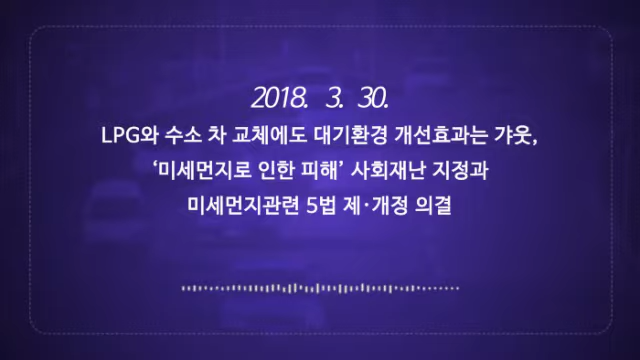 2018. 3. 30.
LPG와 수소 차 교체에도 대기환경 개선효과는 갸웃,
‘미세먼지로 인한 피해’ 사회재난 지정과
미세먼지관련 5법 제·개정 의결